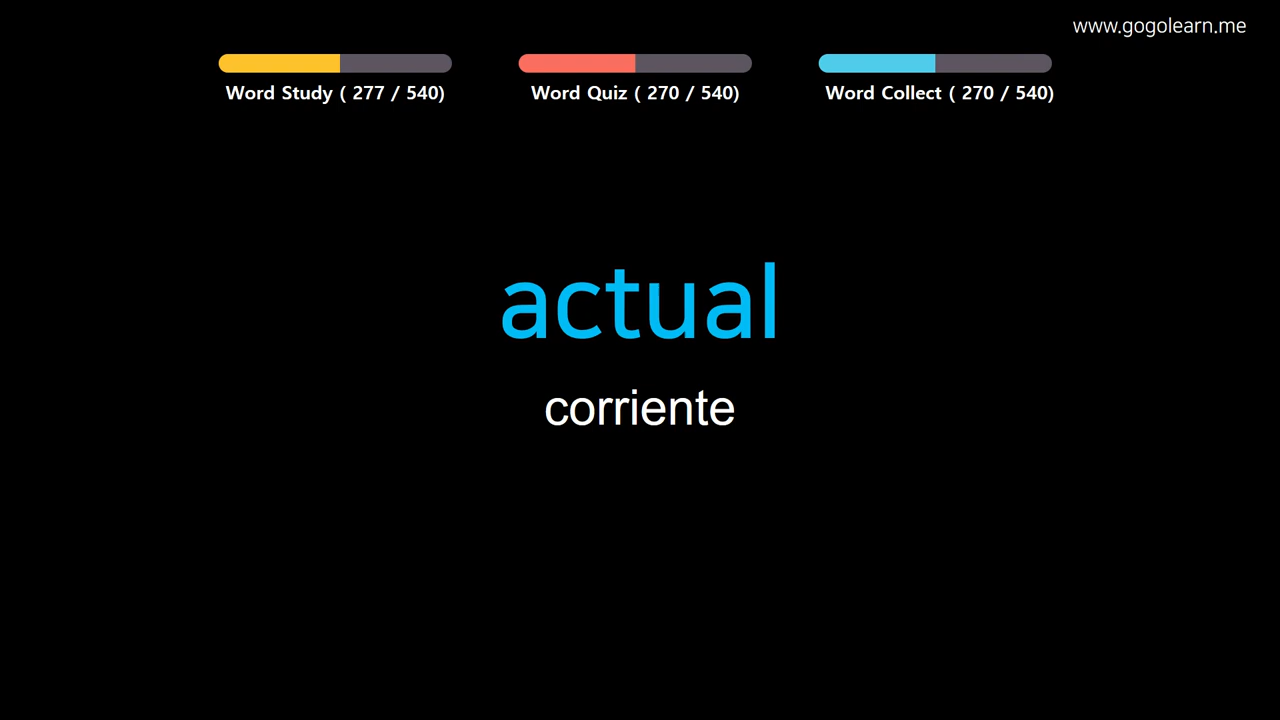 www.gogolearn.me
Word Study ( 277 / 540)
Word Quiz ( 270 / 540)
Word Collect ( 270 / 540)
actual
corriente